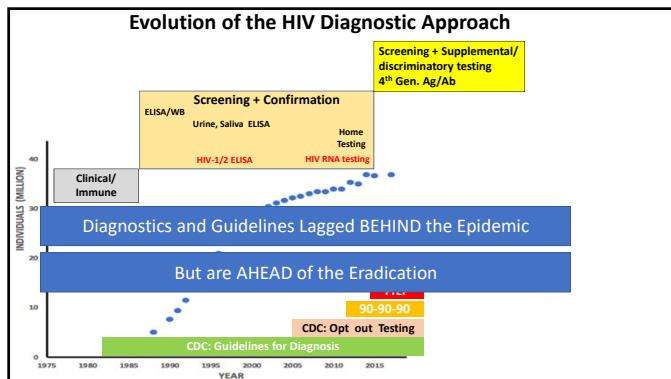 Evolution of the HIV Diagnostic Approach
Screening + Supplemental/
discriminatory testing
4th Gen. Ag/Ab
Screening + Confirmation
ELISA/WB
Urine, Saliva ELISA
Home
Testing
HIV-1/2 ELISA
HIV RNA testing
Clinical/
Immune
INDIVIDUALS (MILLION)
40
30
Diagnostics and Guidelines Lagged BEHIND the Epidemic
20
But are AHEAD of the Eradication
10
90-90-90
CDC: Opt out Testing
CDC: Guidelines for Diagnosis
0
1975
1980
1985
1990
1995
2000
2005
2010
2015
YEAR